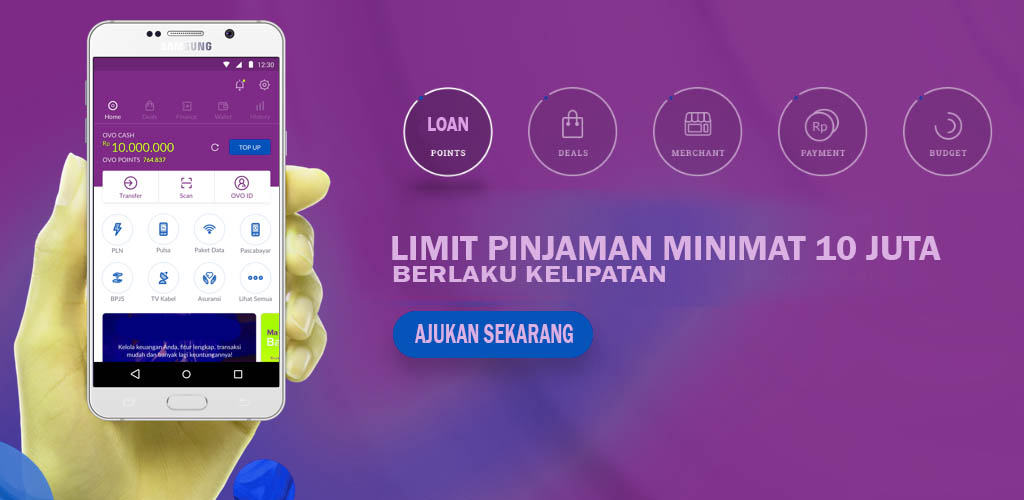 SAMSUNG
12:30
Home
Deals
Finance
Wallet
History
OVO CASH
Rp 10.000.000
TOP UP
OVO POINTS 764.837
Transfer
Scan
OVO ID
PLN
Pulsa
Paket Data
Pascabayar
BPJS
TV Kabel
Asuransi
Lihat Semua
Kelola keuangan Anda, fitur lengkap, transaksi
mudah dan banyak lagi keuntungannya!
LOAN
POINTS
DEALS
MERCHANT
Rp
PAYMENT
BUDGET
LIMIT PINJAMAN MINIMAT 10 JUTA
BERLAKU KELIPATAN
AJUKAN SEKARANG